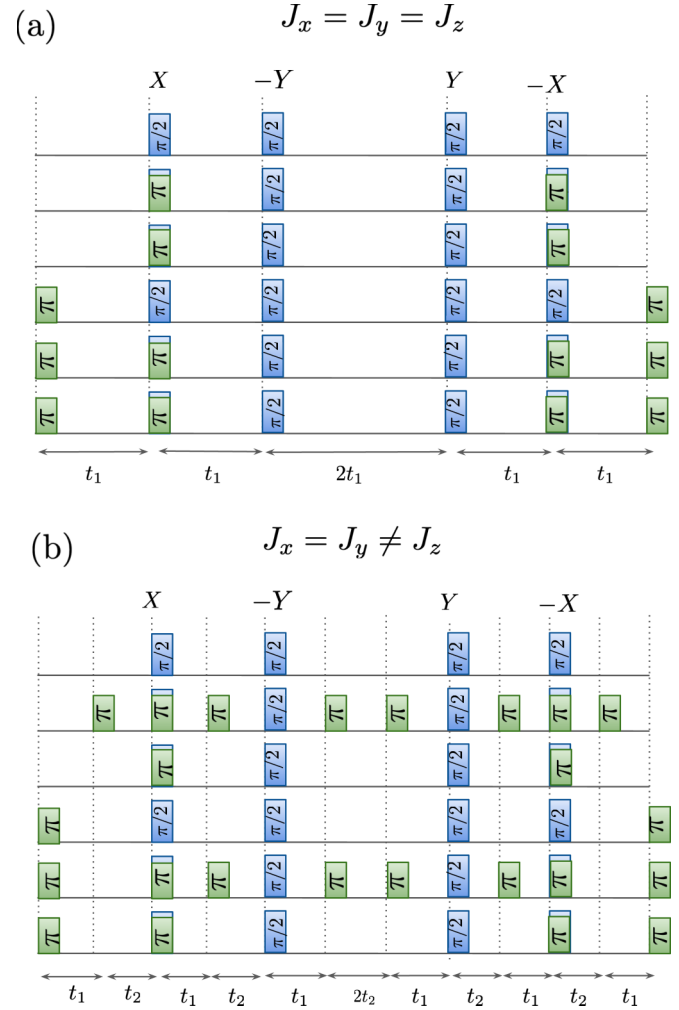 (a) J_x = J_y = J_z
X −Y Y −X
π/2 π/2 π/2 π/2
π π/2 π/2 π
π π/2 π/2 π
π π/2 π/2 π/2 π/2 π
π π π/2 π/2 π π
π π π/2 π/2 π π
t_1 t_1 2t_1 t_1 t_1
(b) J_x = J_y ≠ J_z
X −Y Y −X
π/2 π/2 π/2 π/2
π π π π/2 π π π/2 π π π
π π/2 π/2 π
π π/2 π/2 π/2 π/2 π
π π π π/2 π π π/2 π π π
π π π/2 π/2 π π
t_1 t_2 t_1 t_2 t_1 2t_2 t_1 t_2 t_1 t_2 t_1